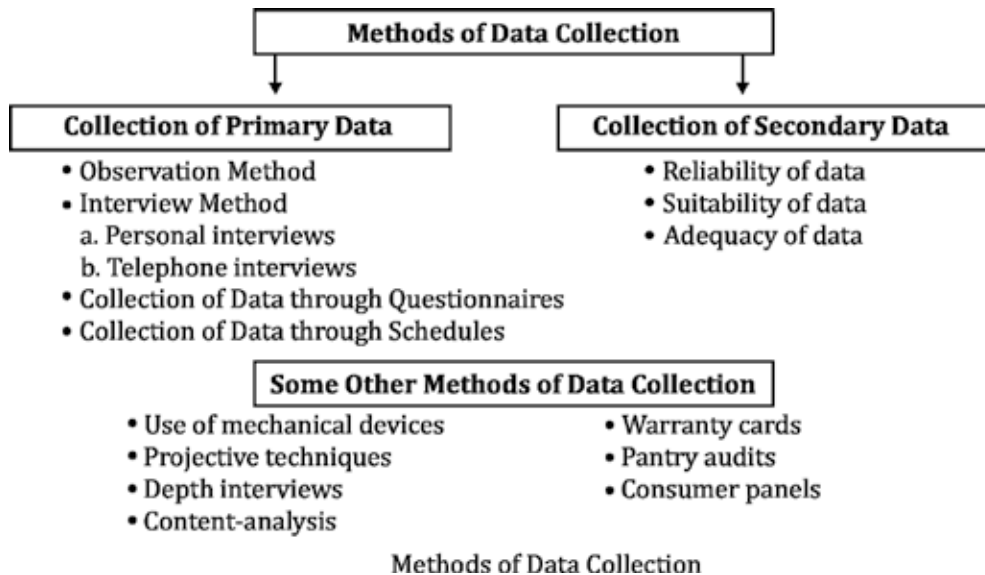 Methods of Data Collection
Collection of Primary Data
• Observation Method
• Interview Method
a. Personal interviews
b. Telephone interviews
• Collection of Data through Questionnaires
• Collection of Data through Schedules
Collection of Secondary Data
• Reliability of data
• Suitability of data
• Adequacy of data
Some Other Methods of Data Collection
• Use of mechanical devices
• Projective techniques
• Depth interviews
• Content-analysis
• Warranty cards
• Pantry audits
• Consumer panels
Methods of Data Collection